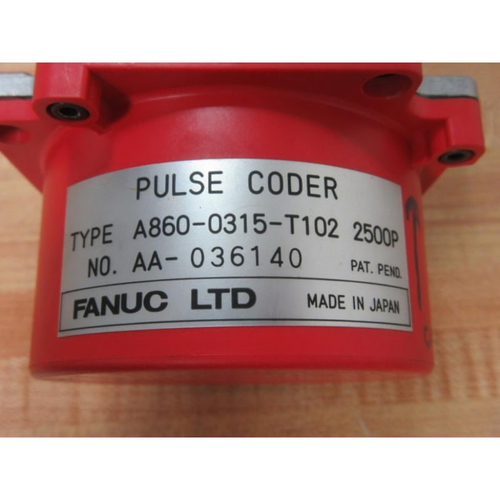 PULSE CODER
TYPE A860-0315-T102 2500P
NO. AA-036140 PAT. PEND.
FANUC LTD MADE IN JAPAN